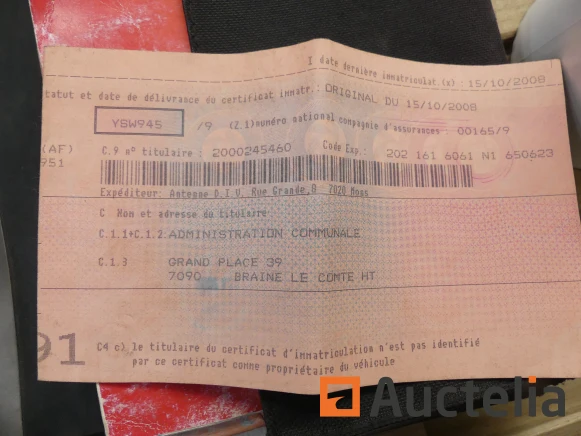 I date dernière immatriculat.(x) : 15/10/2008
tatut et date de délivrance du certificat immatr.: ORIGINAL DU 15/10/2008
YSW945 /9 (2.1)numéro national compagnie d'assurances : 00165/9
(AF) C.9 n° titulaire : 2000245460 Code Exp.: 202 161 6061 N1 650623
951
Expéditeur: Antenne D.I.V. Rue Grande,8 7020 Mons
C Nom et adresse du titulaire
C.1.1+C.1.2:ADMINISTRATION COMMUNALE
C.1.3 GRAND PLACE 39
7090 BRAINE LE COMTE HT
91 C4 c) le titulaire du certificat d'immatriculation n'est pas identifié
par ce certificat comme propriétaire du véhicule
Auctelia